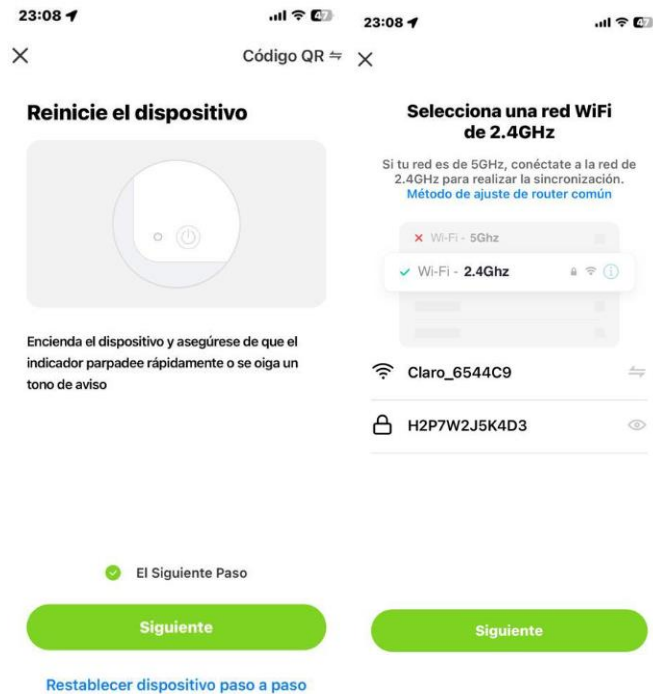 23:08
47
Código QR
Reinicie el dispositivo
Encienda el dispositivo y asegúrese de que el
indicador parpadee rápidamente o se oiga un
tono de aviso
El Siguiente Paso
Siguiente
Restablecer dispositivo paso a paso
23:08
47
Selecciona una red WiFi
de 2.4GHz
Si tu red es de 5GHz, conéctate a la red de
2.4GHz para realizar la sincronización.
Método de ajuste de router común
Wi-Fi - 5Ghz
Wi-Fi - 2.4Ghz
Claro_6544C9
H2P7W2J5K4D3
Siguiente